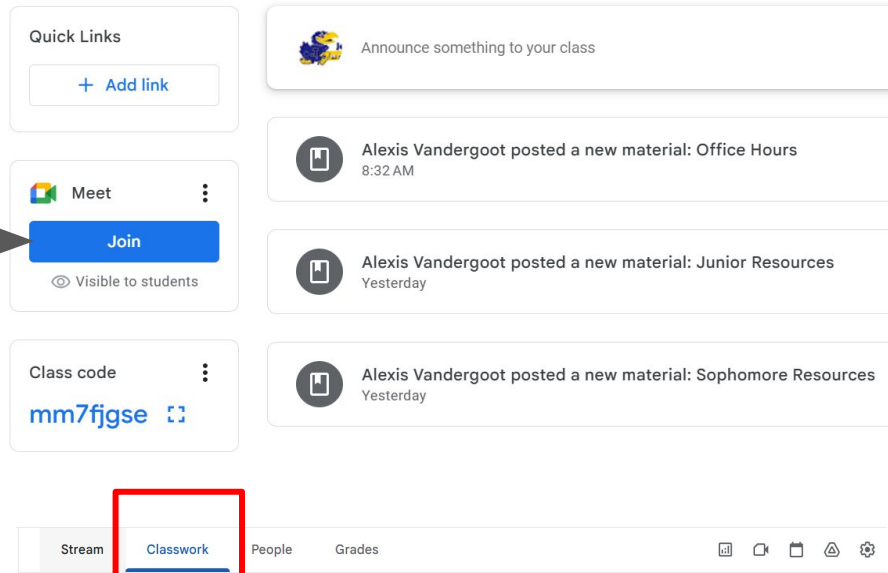 Quick Links
+ Add link
Meet
Join
Visible to students
Class code
mm7fjgse
Announce something to your class
Alexis Vandergoot posted a new material: Office Hours
8:32 AM
Alexis Vandergoot posted a new material: Junior Resources
Yesterday
Alexis Vandergoot posted a new material: Sophomore Resources
Yesterday
Stream Classwork People Grades